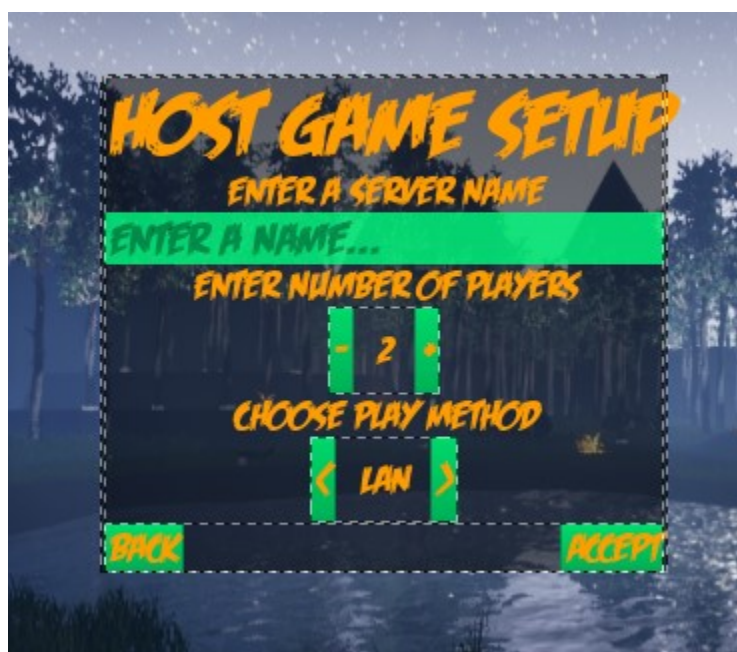 HOST GAME SETUP
ENTER A SERVER NAME
ENTER A NAME...
ENTER NUMBER OF PLAYERS
- 2 +
CHOOSE PLAY METHOD
< LAN >
BACK ACCEPT